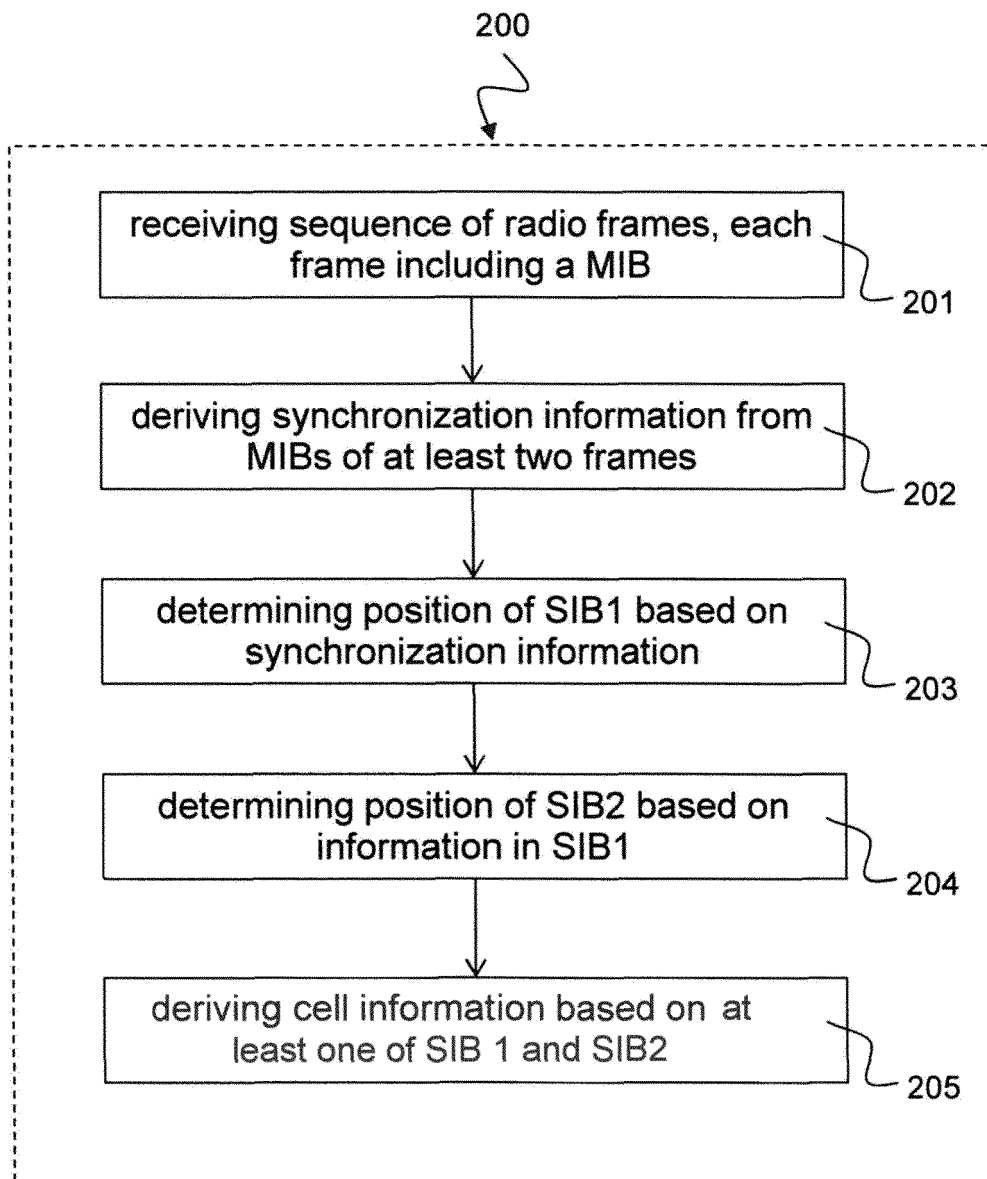 200
receiving sequence of radio frames, each
frame including a MIB
201
deriving synchronization information from
MIBs of at least two frames
202
determining position of SIB1 based on
synchronization information
203
determining position of SIB2 based on
information in SIB1
204
deriving cell information based on at
least one of SIB 1 and SIB2
205